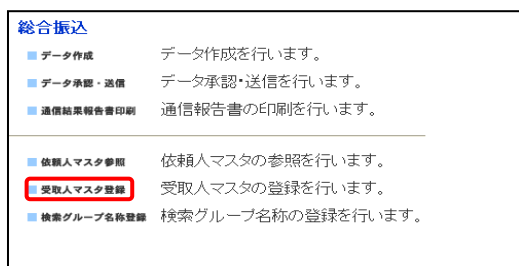 総合振込
データ作成 データ作成を行います。
データ承認・送信 データ承認・送信を行います。
通信結果報告書印刷 通信報告書の印刷を行います。
依頼人マスタ参照 依頼人マスタの参照を行います。
受取人マスタ登録 受取人マスタの登録を行います。
検索グループ名称登録 検索グループ名称の登録を行います。